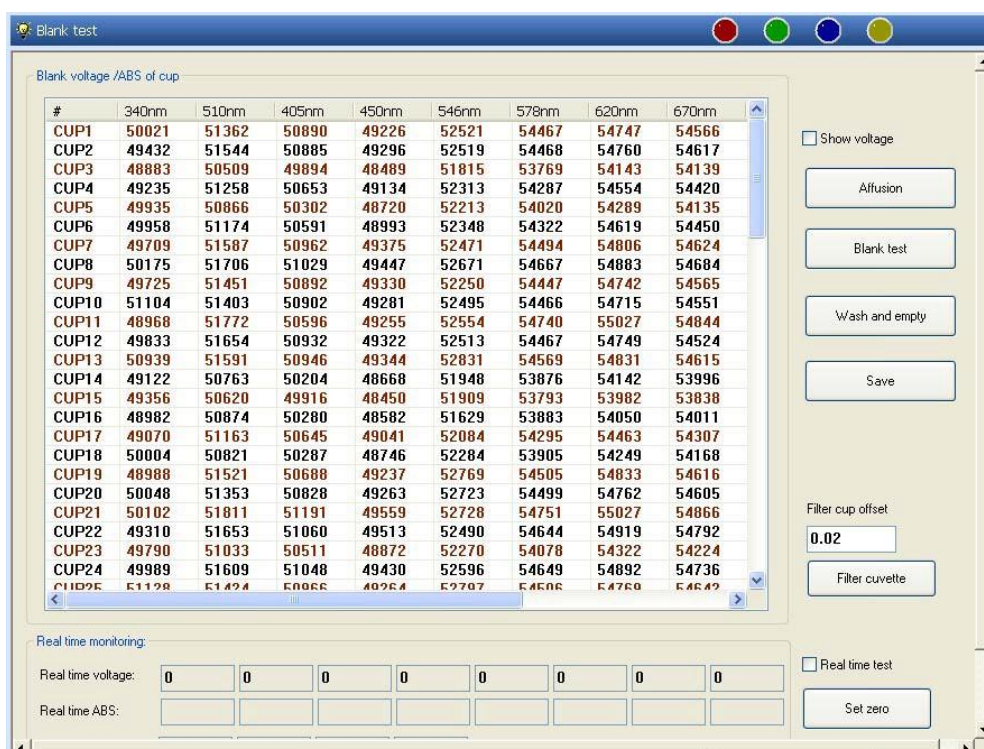 Blank test
Blank voltage /ABS of cup
# 340nm 510nm 405nm 450nm 546nm 578nm 620nm 670nm
CUP1 50021 51362 50890 49226 52521 54467 54747 54566
CUP2 49432 51544 50885 49296 52519 54468 54760 54617
CUP3 48883 50509 49894 48489 51815 53769 54143 54139
CUP4 49235 51258 50653 49134 52313 54287 54554 54420
CUP5 49935 50866 50302 48720 52213 54020 54289 54135
CUP6 49958 51174 50591 48993 52348 54322 54619 54450
CUP7 49709 51587 50962 49375 52471 54494 54806 54624
CUP8 50175 51706 51029 49447 52671 54667 54883 54684
CUP9 49725 51451 50892 49330 52250 54447 54742 54565
CUP10 51104 51403 50902 49281 52495 54466 54715 54551
CUP11 48968 51772 50596 49255 52554 54740 55027 54844
CUP12 49833 51654 50932 49322 52513 54467 54749 54524
CUP13 50939 51591 50946 49344 52831 54569 54831 54615
CUP14 49122 50763 50204 48668 51948 53876 54142 53996
CUP15 49356 50620 49916 48450 51909 53793 53982 53838
CUP16 48982 50874 50280 48582 51629 53883 54050 54011
CUP17 49070 51163 50645 49041 52084 54295 54463 54307
CUP18 50004 50821 50287 48746 52284 53905 54249 54168
CUP19 48988 51521 50688 49237 52769 54505 54833 54616
CUP20 50048 51353 50828 49263 52723 54499 54762 54605
CUP21 50102 51811 51191 49559 52728 54751 55027 54866
CUP22 49310 51653 51060 49513 52490 54644 54919 54792
CUP23 49790 51033 50511 48872 52270 54078 54322 54224
CUP24 49989 51609 51048 49430 52596 54649 54892 54736
CUP25 51128 51424 50966 49264 52797 54506 54769 54642
Show voltage
Affusion
Blank test
Wash and empty
Save
Filter cup offset
0.02
Filter cuvette
Real time monitoring:
Real time voltage: 0 0 0 0 0 0 0 0
Real time ABS:
Real time test
Set zero